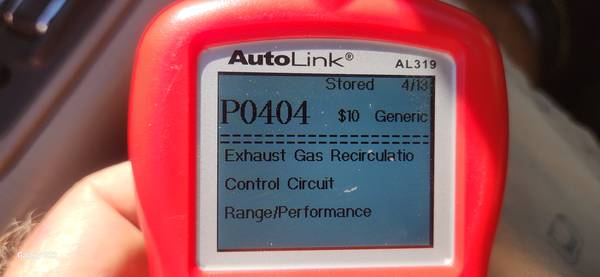 AutoLink®
AL319
Stored 4/13
P0404 $10 Generic
Exhaust Gas Recirculatio
Control Circuit
Range/Performance